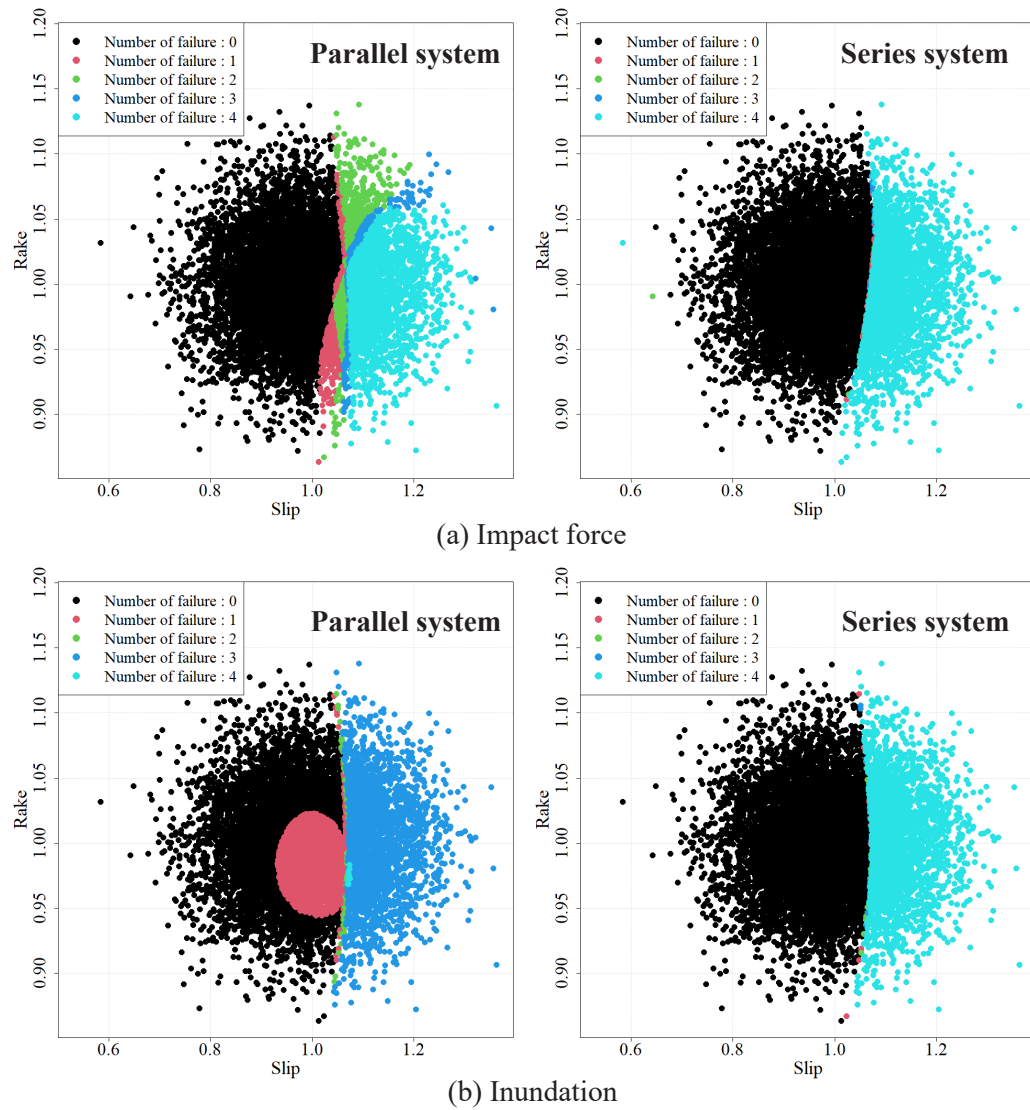 Parallel system
Number of failure : 0
Number of failure : 1
Number of failure : 2
Number of failure : 3
Number of failure : 4
1.20
1.15
1.10
1.05
1.00
0.95
0.90
Rake
0.6 0.8 1.0 1.2
Slip
Series system
Number of failure : 0
Number of failure : 1
Number of failure : 2
Number of failure : 3
Number of failure : 4
1.20
1.15
1.10
1.05
1.00
0.95
0.90
Rake
0.6 0.8 1.0 1.2
Slip
(a) Impact force
Parallel system
Number of failure : 0
Number of failure : 1
Number of failure : 2
Number of failure : 3
Number of failure : 4
1.20
1.15
1.10
1.05
1.00
0.95
0.90
Rake
0.6 0.8 1.0 1.2
Slip
Series system
Number of failure : 0
Number of failure : 1
Number of failure : 2
Number of failure : 3
Number of failure : 4
1.20
1.15
1.10
1.05
1.00
0.95
0.90
Rake
0.6 0.8 1.0 1.2
Slip
(b) Inundation